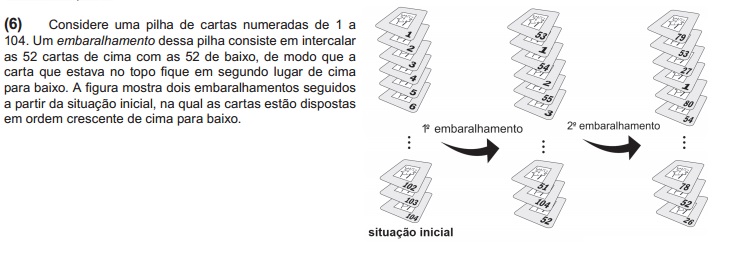 (6) Considere uma pilha de cartas numeradas de 1 a
104. Um embaralhamento dessa pilha consiste em intercalar
as 52 cartas de cima com as 52 de baixo, de modo que a
carta que estava no topo fique em segundo lugar de cima
para baixo. A figura mostra dois embaralhamentos seguidos
a partir da situação inicial, na qual as cartas estão dispostas
em ordem crescente de cima para baixo.
1
2
3
4
5
6
102
103
104
situação inicial
1º embaralhamento
53
1
54
2
55
3
51
104
52
2º embaralhamento
79
53
27
1
80
54
78
52
26